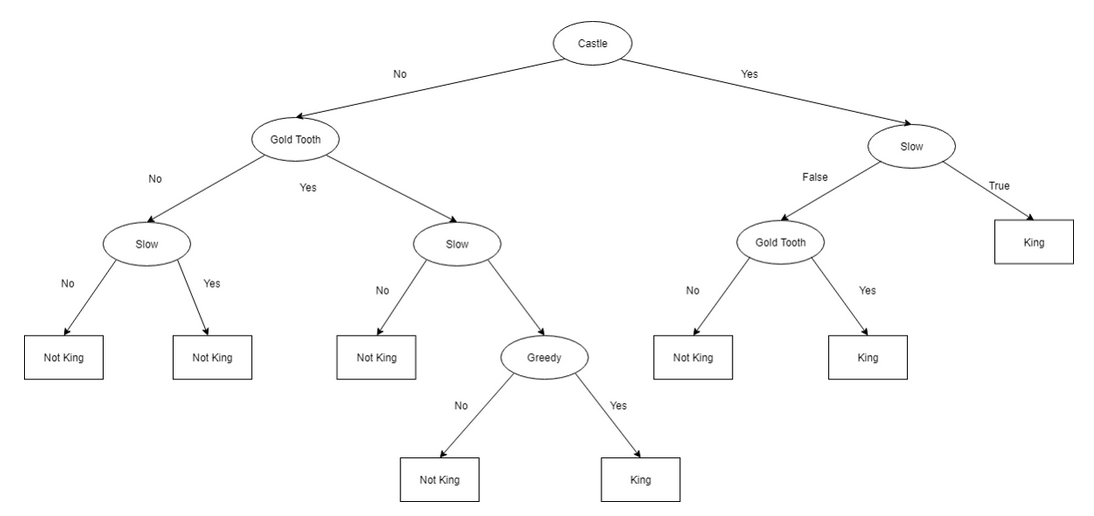 Castle
No
Yes
Gold Tooth
Slow
No
Yes
False
True
Slow
Slow
Gold Tooth
King
No
Yes
No
No
Yes
Not King
Not King
Not King
Greedy
Not King
King
No
Yes
Not King
King